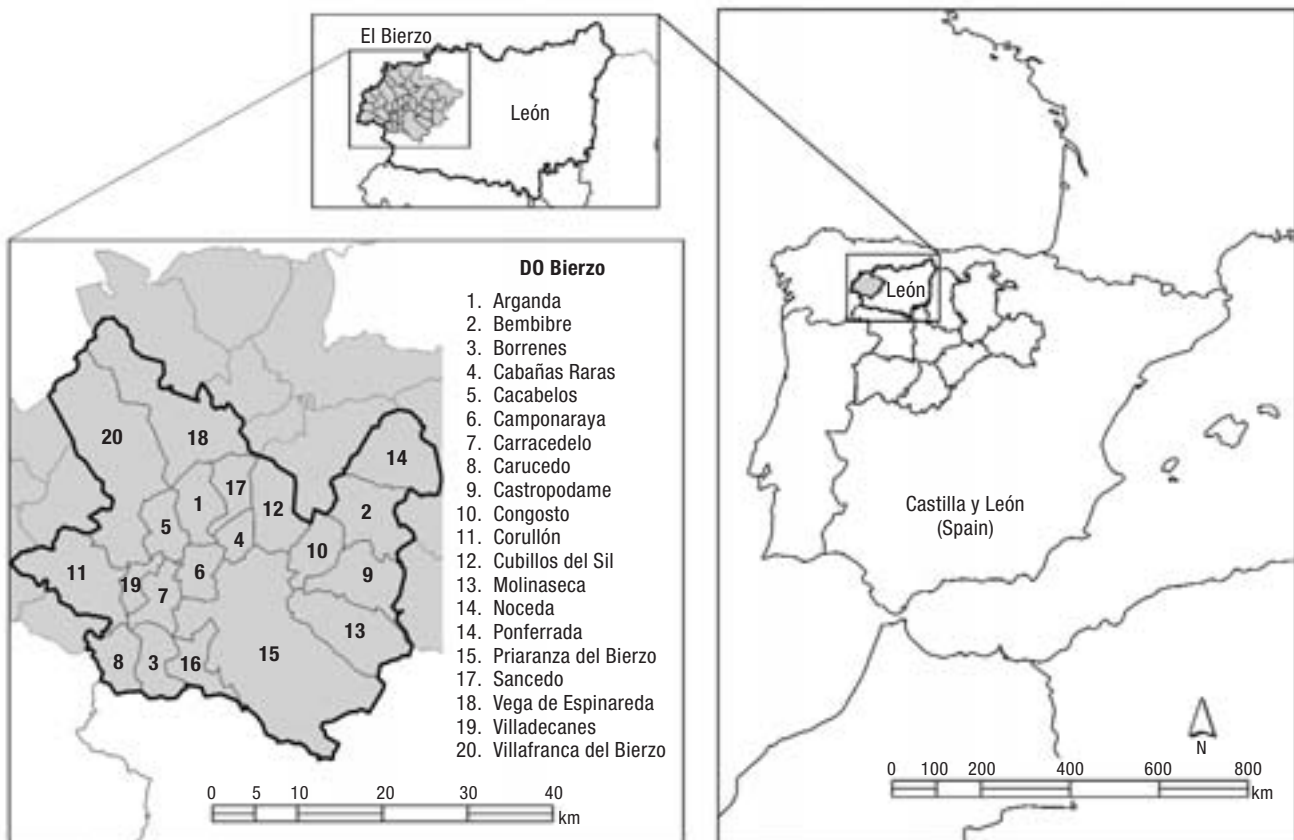 El Bierzo
León
DO Bierzo
1. Arganda
2. Bembibre
3. Borrenes
4. Cabañas Raras
5. Cacabelos
6. Camponaraya
7. Carracedelo
8. Carucedo
9. Castropodame
10. Congosto
11. Corullón
12. Cubillos del Sil
13. Molinaseca
14. Noceda
14. Ponferrada
15. Priaranza del Bierzo
17. Sancedo
18. Vega de Espinareda
19. Villadecanes
20. Villafranca del Bierzo
20
18
14
17
1
12
2
5
4
10
11
6
9
19
7
13
15
8
3
16
0 5 10 20 30 40
km
León
Castilla y León
(Spain)
N
0 100 200 400 600 800
km